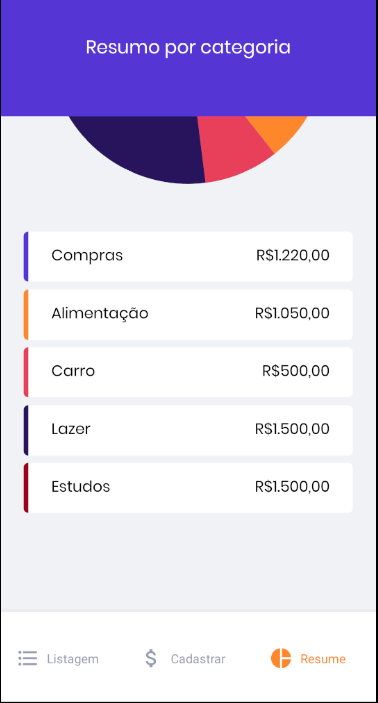 Resumo por categoria
Compras R$1.220,00
Alimentação R$1.050,00
Carro R$500,00
Lazer R$1.500,00
Estudos R$1.500,00
Listagem $ Cadastrar Resume